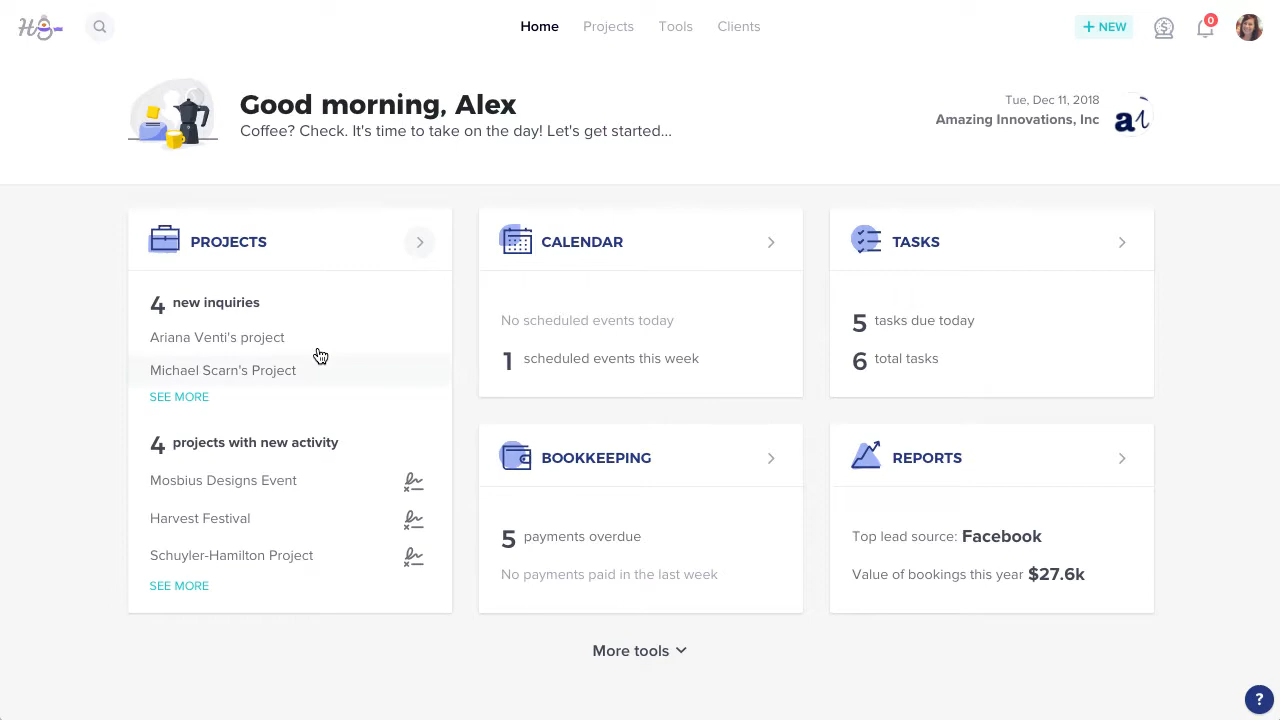 Home Projects Tools Clients
+ NEW
0
Good morning, Alex
Coffee? Check. It's time to take on the day! Let's get started...
Tue, Dec 11, 2018
Amazing Innovations, Inc
ai
PROJECTS
4 new inquiries
Ariana Venti's project
Michael Scarn's Project
SEE MORE
4 projects with new activity
Mosbius Designs Event
Harvest Festival
Schuyler-Hamilton Project
SEE MORE
CALENDAR
No scheduled events today
1 scheduled events this week
TASKS
5 tasks due today
6 total tasks
BOOKKEEPING
5 payments overdue
No payments paid in the last week
REPORTS
Top lead source: Facebook
Value of bookings this year $27.6k
More tools
?